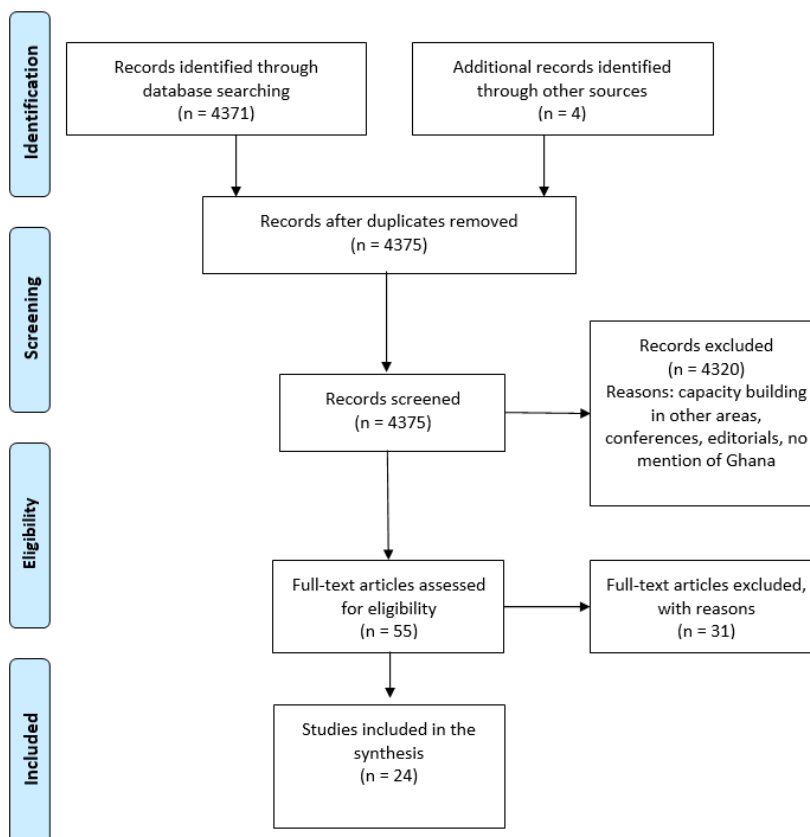 Identification
Records identified through
database searching
(n = 4371)
Additional records identified
through other sources
(n = 4)
Records after duplicates removed
(n = 4375)
Screening
Records screened
(n = 4375)
Records excluded
(n = 4320)
Reasons: capacity building
in other areas,
conferences, editorials, no
mention of Ghana
Eligibility
Full-text articles assessed
for eligibility
(n = 55)
Full-text articles excluded,
with reasons
(n = 31)
Included
Studies included in the
synthesis
(n = 24)